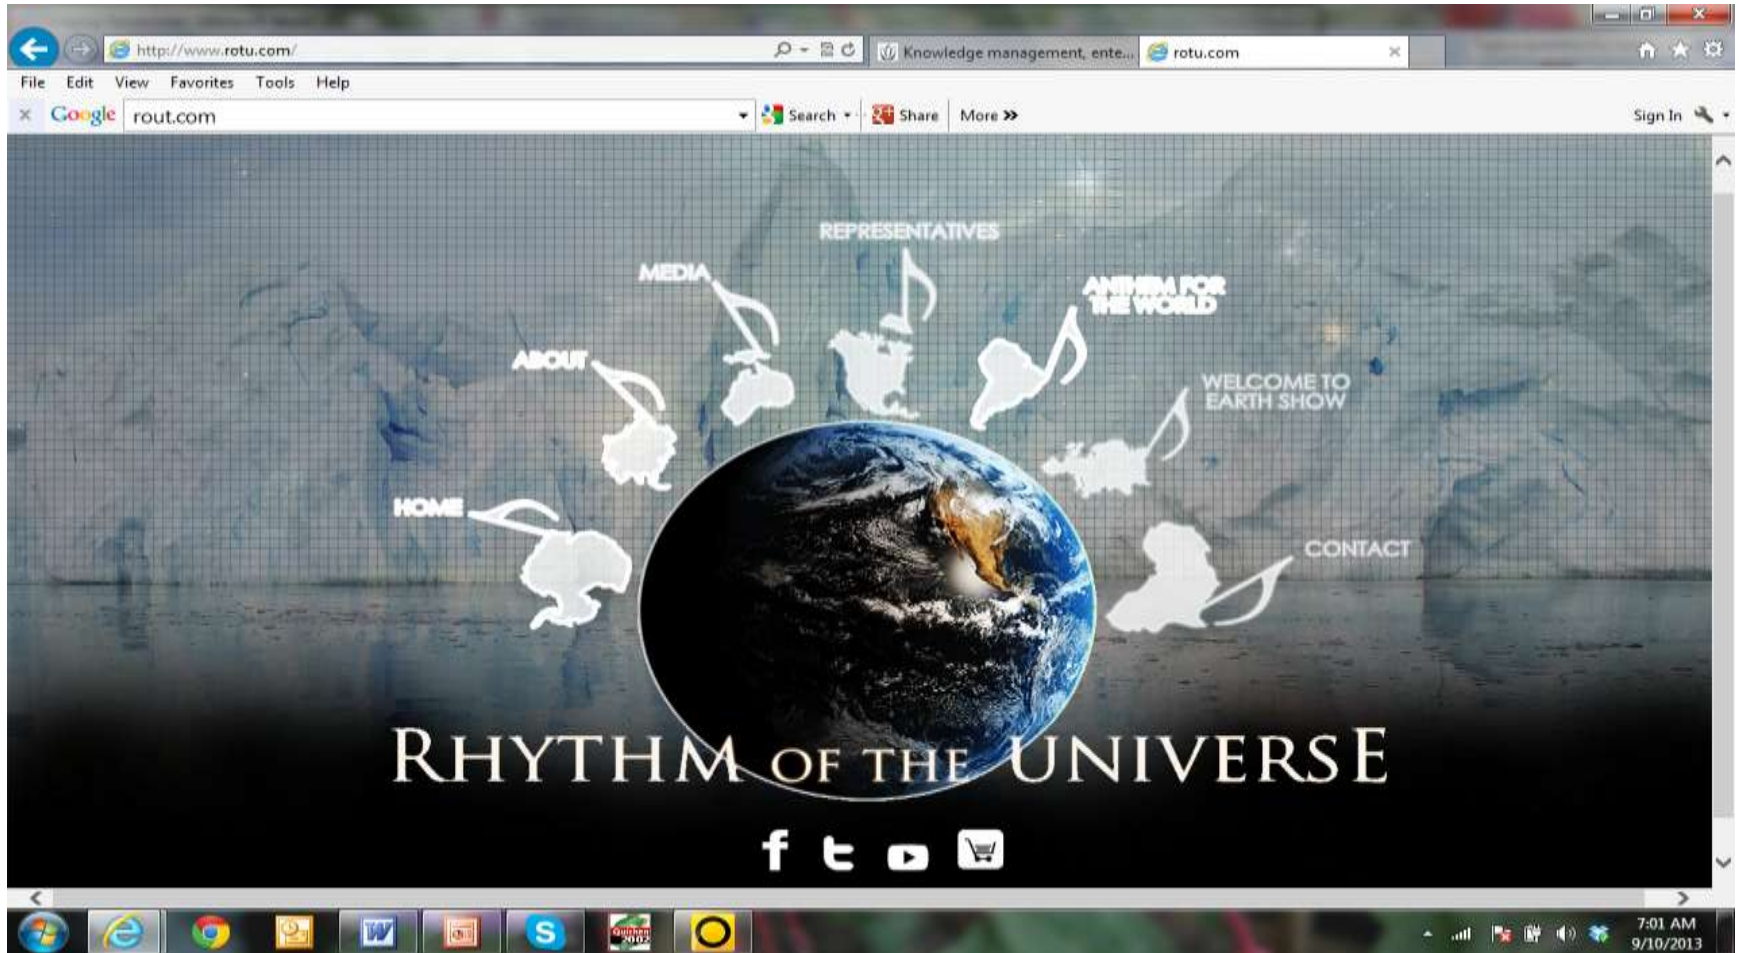 http://www.rotu.com/
Knowledge management, ente...
rotu.com
File Edit View Favorites Tools Help
Google rout.com Search Share More »
Sign In
REPRESENTATIVES
MEDIA
ANTHEM FOR
THE WORLD
ABOUT
WELCOME TO
EARTH SHOW
HOME
CONTACT
RHYTHM OF THE UNIVERSE
Quicken
2002
7:01 AM
9/10/2013